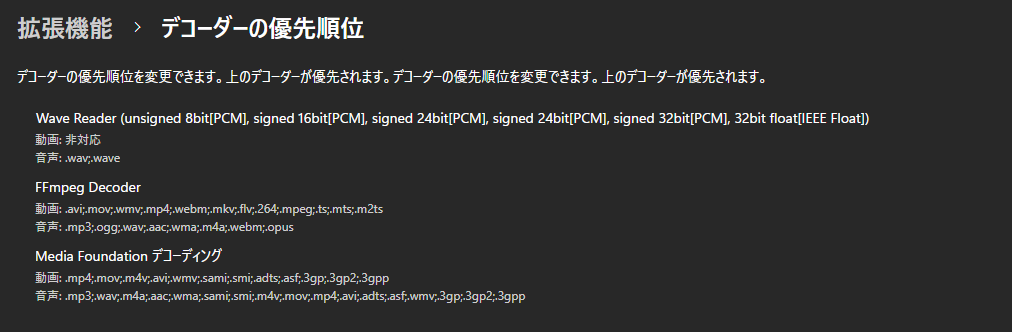 拡張機能 > デコーダーの優先順位
デコーダーの優先順位を変更できます。上のデコーダーが優先されます。デコーダーの優先順位を変更できます。上のデコーダーが優先されます。
Wave Reader (unsigned 8bit[PCM], signed 16bit[PCM], signed 24bit[PCM], signed 24bit[PCM], signed 32bit[PCM], 32bit float[IEEE Float])
動画: 非対応
音声: .wav;.wave
FFmpeg Decoder
動画: .avi;.mov;.wmv;.mp4;.webm;.mkv;.flv;.264;.mpeg;.ts;.mts;.m2ts
音声: .mp3;.ogg;.wav;.aac;.wma;.m4a;.webm;.opus
Media Foundation デコーディング
動画: .mp4;.mov;.m4v;.avi;.wmv;.sami;.smi;.adts;.asf;.3gp;.3gp2;.3gpp
音声: .mp3;.wav;.m4a;.aac;.wma;.sami;.smi;.m4v;.mov;.mp4;.avi;.adts;.asf;.wmv;.3gp;.3gp2;.3gpp